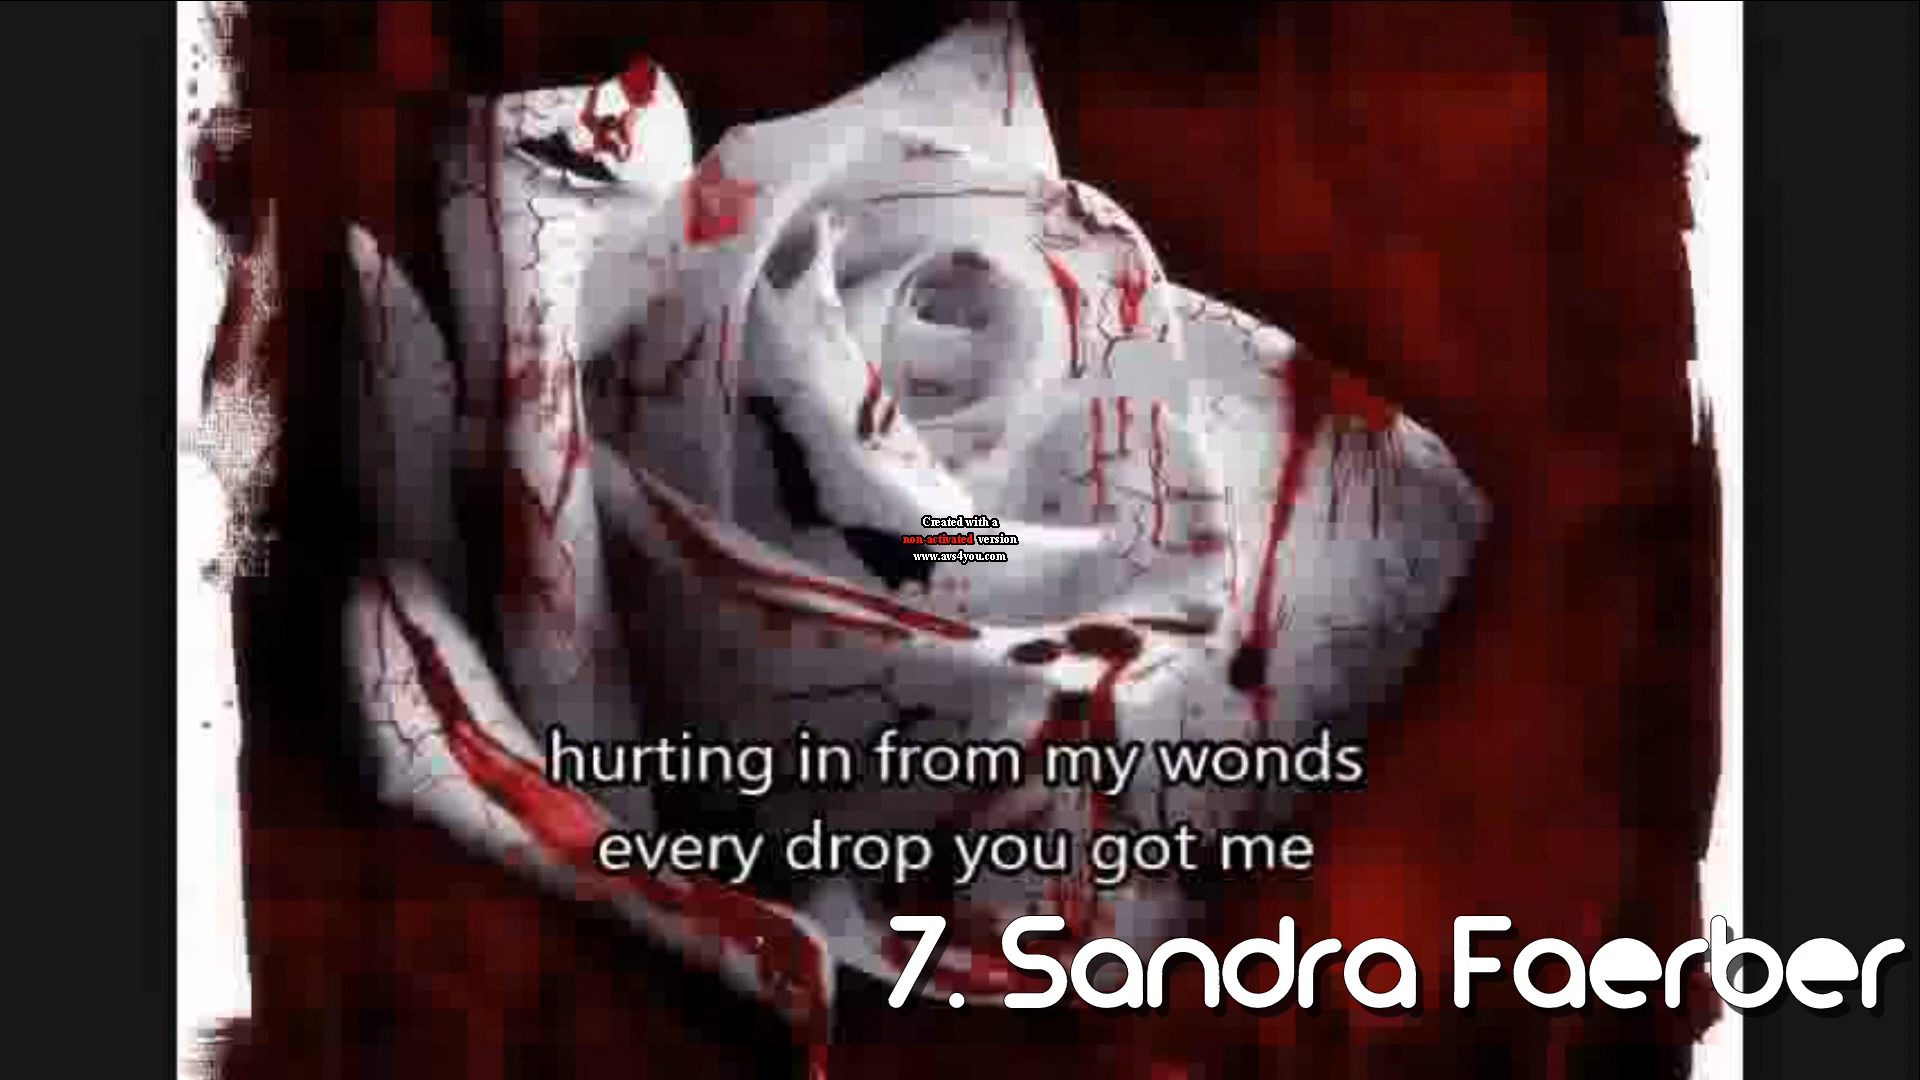 Created with a
non-activated version
www.avs4you.com
hurting in from my wonds
every drop you got me
7. Sandra Faerber